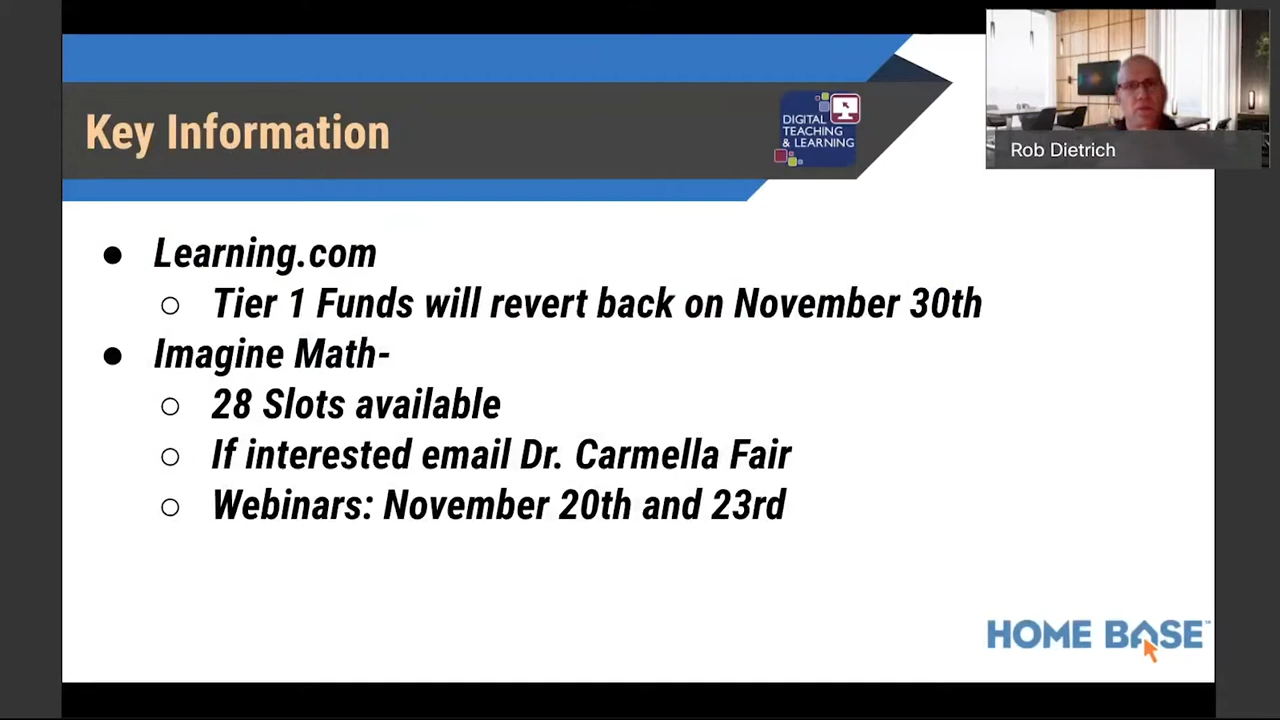 Key Information
DIGITAL
TEACHING
& LEARNING
Rob Dietrich
● Learning.com
○ Tier 1 Funds will revert back on November 30th
● Imagine Math-
○ 28 Slots available
○ If interested email Dr. Carmella Fair
○ Webinars: November 20th and 23rd
HOME BASE™